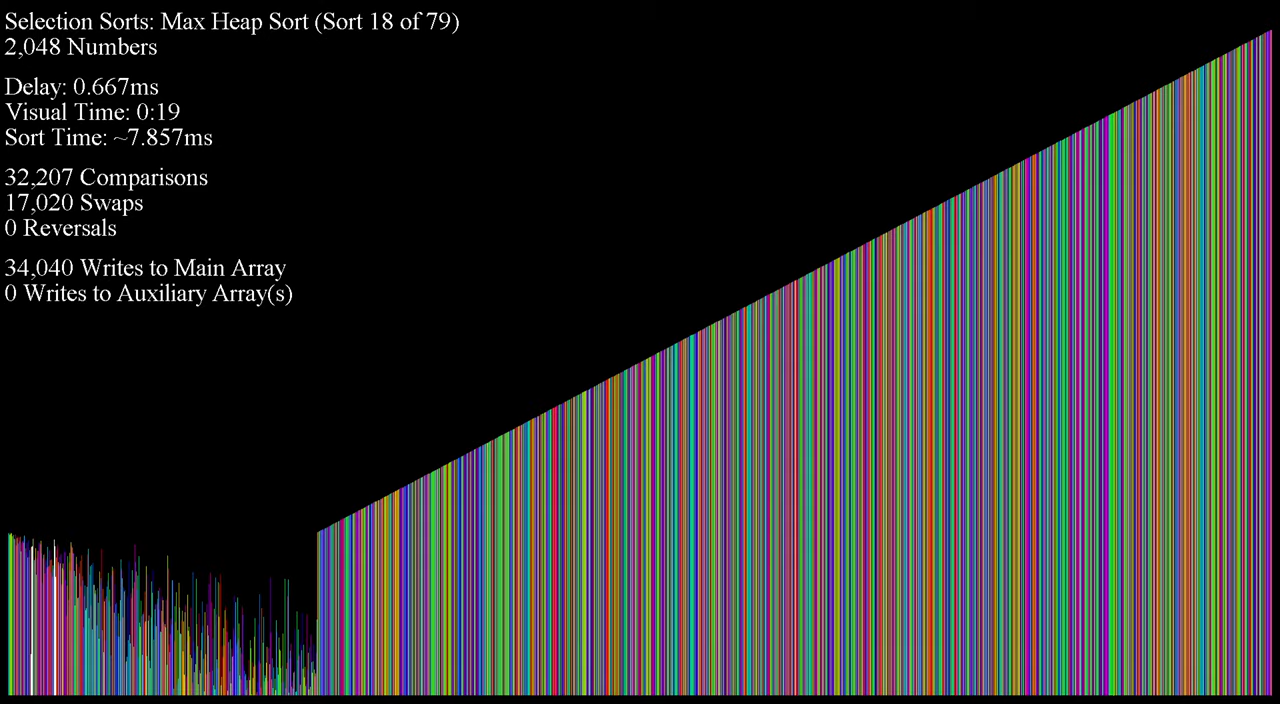 Selection Sorts: Max Heap Sort (Sort 18 of 79)
2,048 Numbers
Delay: 0.667ms
Visual Time: 0:19
Sort Time: ~7.857ms
32,207 Comparisons
17,020 Swaps
0 Reversals
34,040 Writes to Main Array
0 Writes to Auxiliary Array(s)